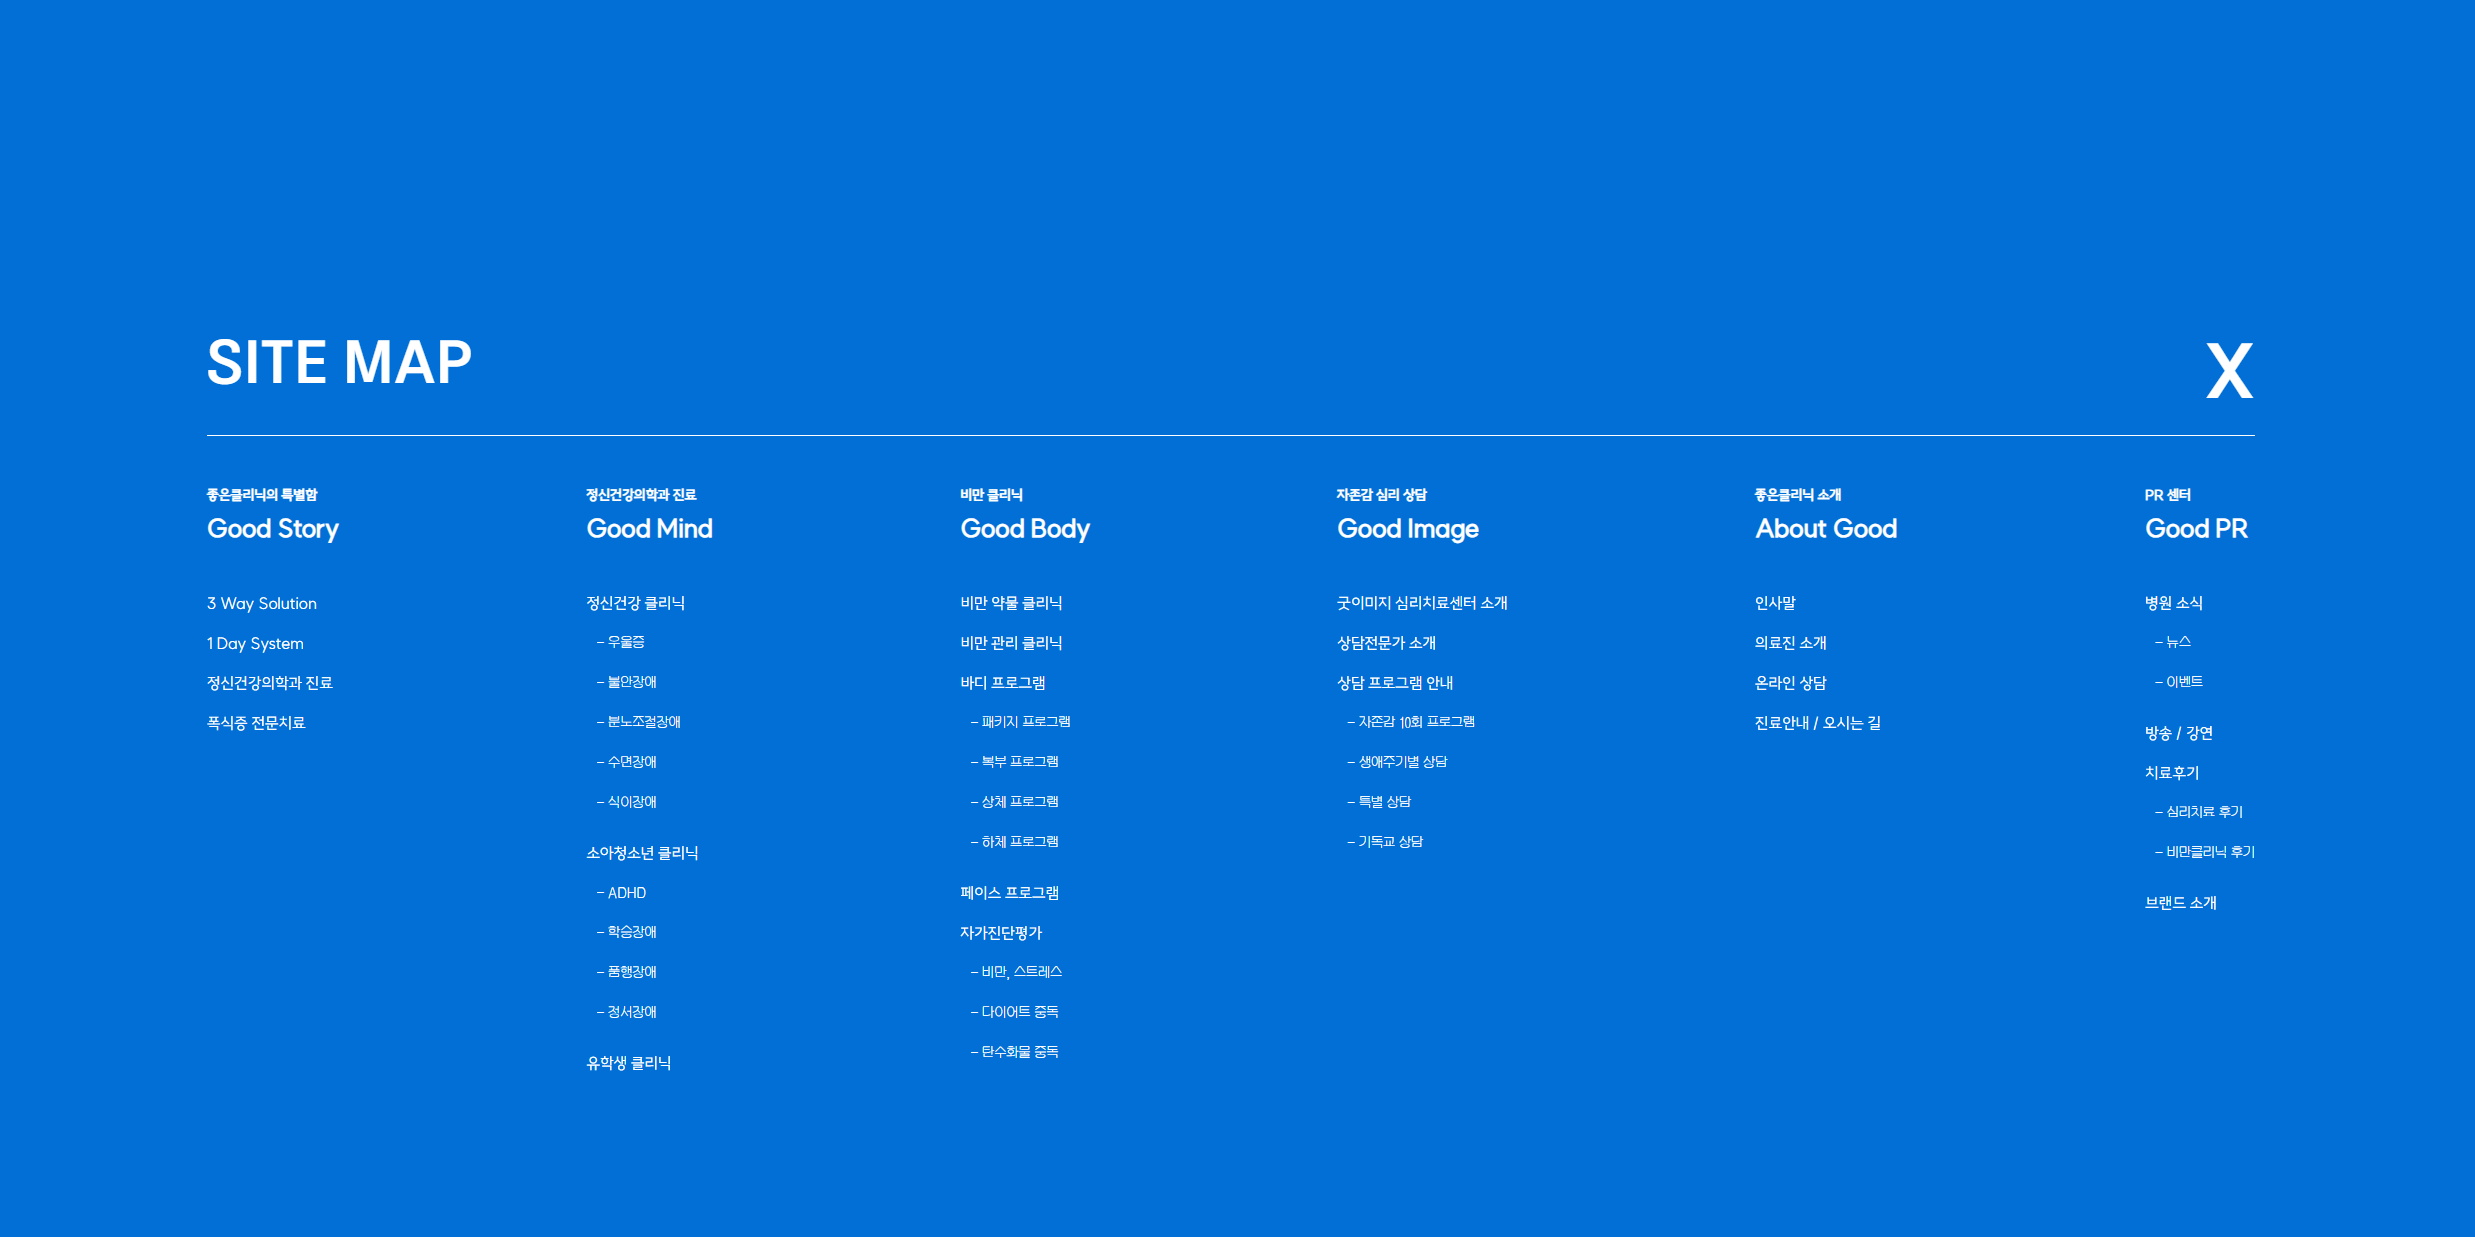 SITE MAP
X
좋은클리닉의 특별함
Good Story
3 Way Solution
1 Day System
정신건강의학과 진료
폭식증 전문치료
정신건강의학과 진료
Good Mind
정신건강 클리닉
– 우울증
– 불안장애
– 분노조절장애
– 수면장애
– 식이장애
소아청소년 클리닉
– ADHD
– 학습장애
– 품행장애
– 정서장애
유학생 클리닉
비만 클리닉
Good Body
비만 약물 클리닉
비만 관리 클리닉
바디 프로그램
– 패키지 프로그램
– 복부 프로그램
– 상체 프로그램
– 하체 프로그램
페이스 프로그램
자가진단평가
– 비만, 스트레스
– 다이어트 중독
– 탄수화물 중독
자존감 심리 상담
Good Image
굿이미지 심리치료센터 소개
상담전문가 소개
상담 프로그램 안내
– 자존감 10회 프로그램
– 생애주기별 상담
– 특별 상담
– 기독교 상담
좋은클리닉 소개
About Good
인사말
의료진 소개
온라인 상담
진료안내 / 오시는 길
PR 센터
Good PR
병원 소식
– 뉴스
– 이벤트
방송 / 강연
치료후기
– 심리치료 후기
– 비만클리닉 후기
브랜드 소개